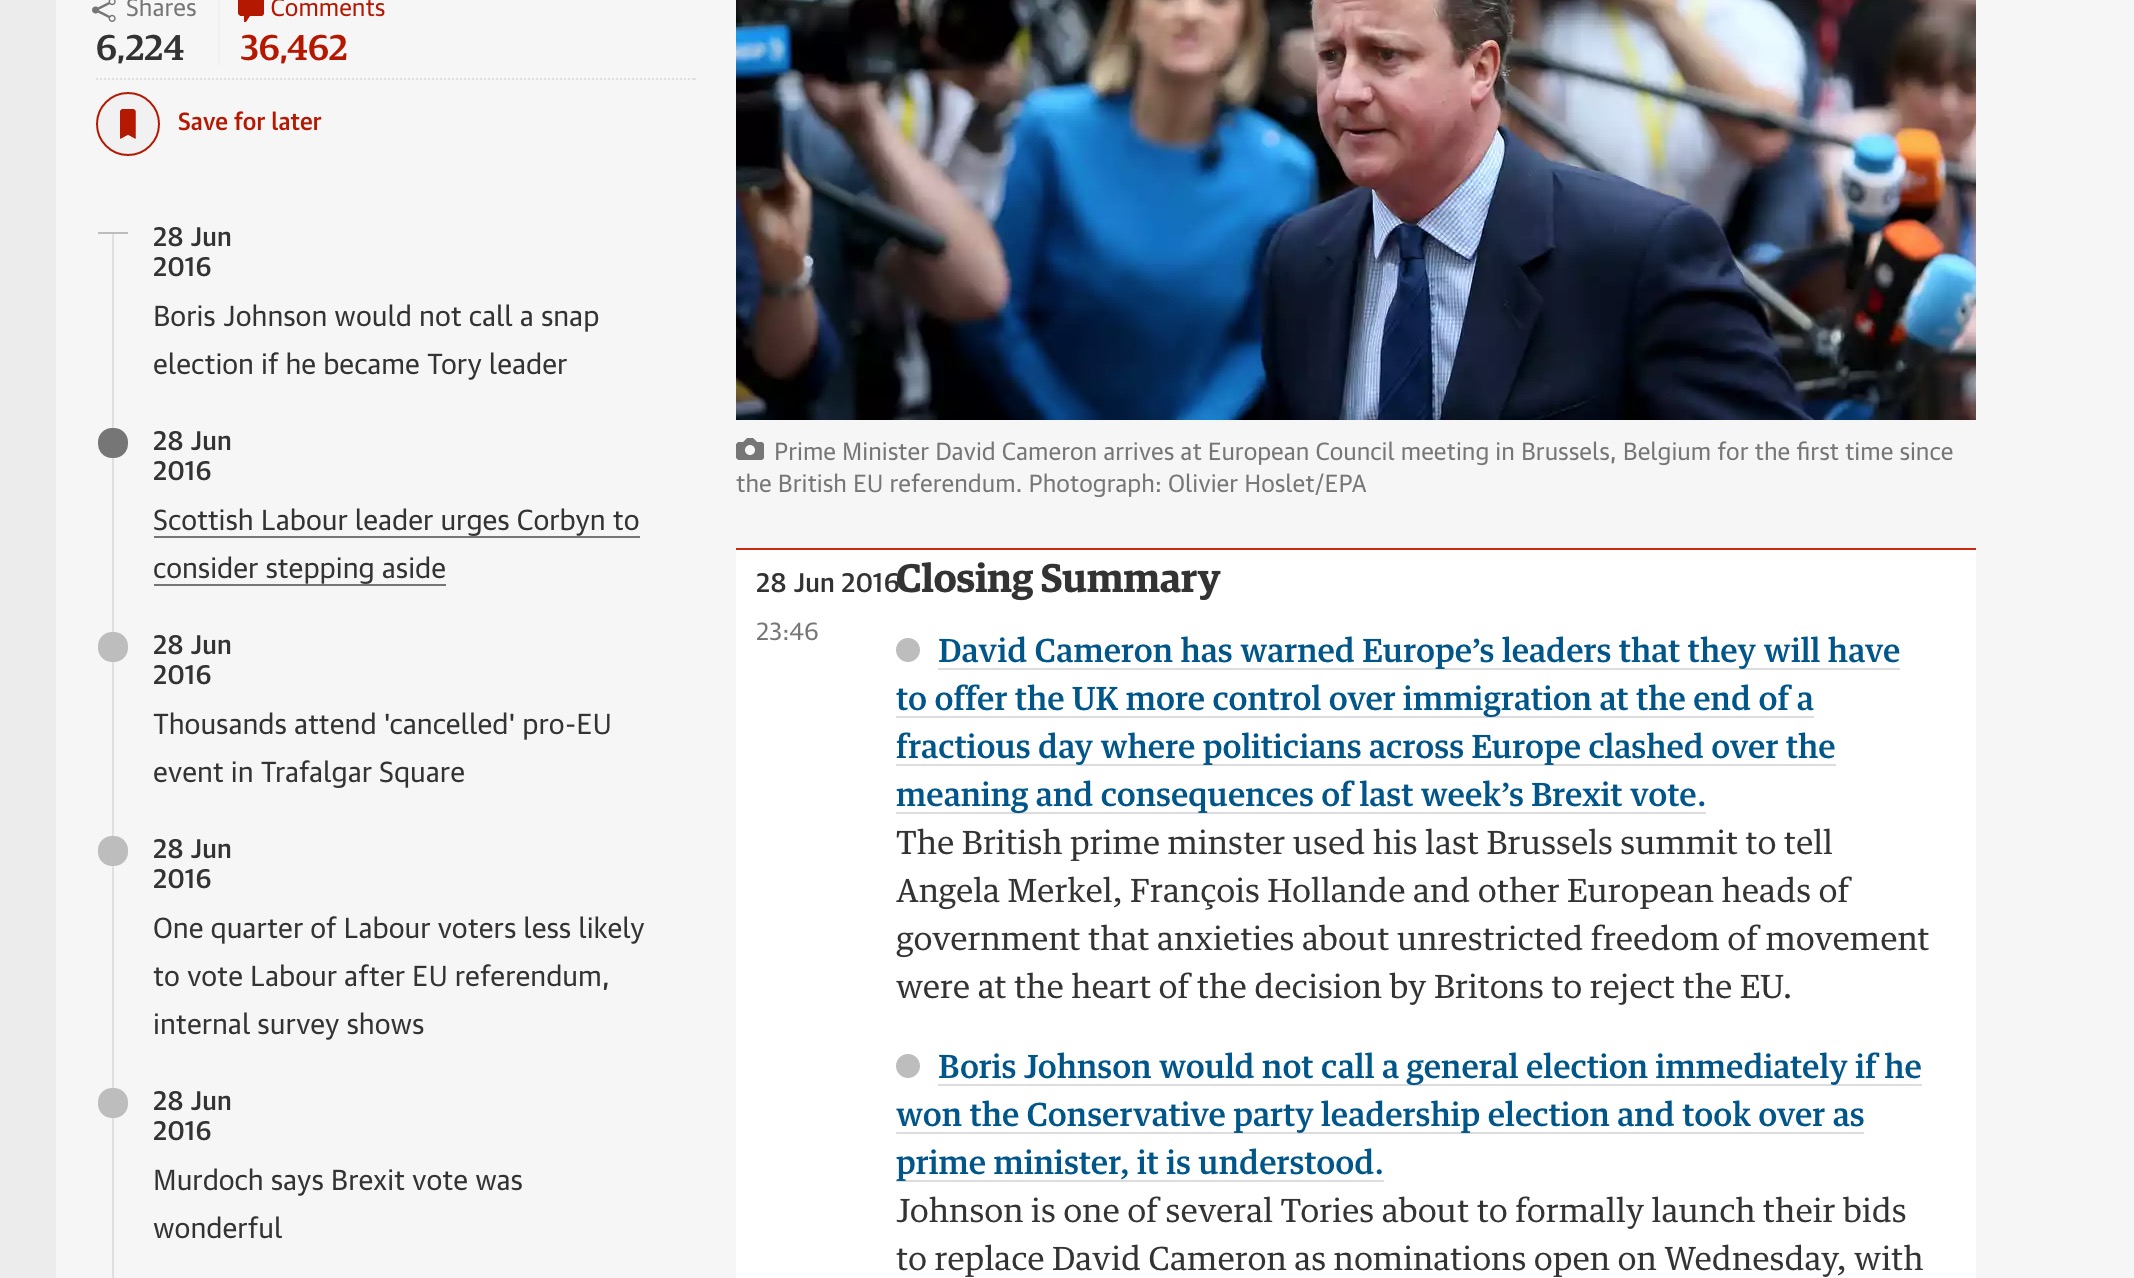 Shares
Comments
6,224
36,462
Save for later
28 Jun
2016
Boris Johnson would not call a snap
election if he became Tory leader
28 Jun
2016
Scottish Labour leader urges Corbyn to
consider stepping aside
28 Jun
2016
Thousands attend 'cancelled' pro-EU
event in Trafalgar Square
28 Jun
2016
One quarter of Labour voters less likely
to vote Labour after EU referendum,
internal survey shows
28 Jun
2016
Murdoch says Brexit vote was
wonderful
Prime Minister David Cameron arrives at European Council meeting in Brussels, Belgium for the first time since
the British EU referendum. Photograph: Olivier Hoslet/EPA
28 Jun 2016
23:46
Closing Summary
David Cameron has warned Europe’s leaders that they will have
to offer the UK more control over immigration at the end of a
fractious day where politicians across Europe clashed over the
meaning and consequences of last week’s Brexit vote.
The British prime minster used his last Brussels summit to tell
Angela Merkel, François Hollande and other European heads of
government that anxieties about unrestricted freedom of movement
were at the heart of the decision by Britons to reject the EU.
Boris Johnson would not call a general election immediately if he
won the Conservative party leadership election and took over as
prime minister, it is understood.
Johnson is one of several Tories about to formally launch their bids
to replace David Cameron as nominations open on Wednesday, with